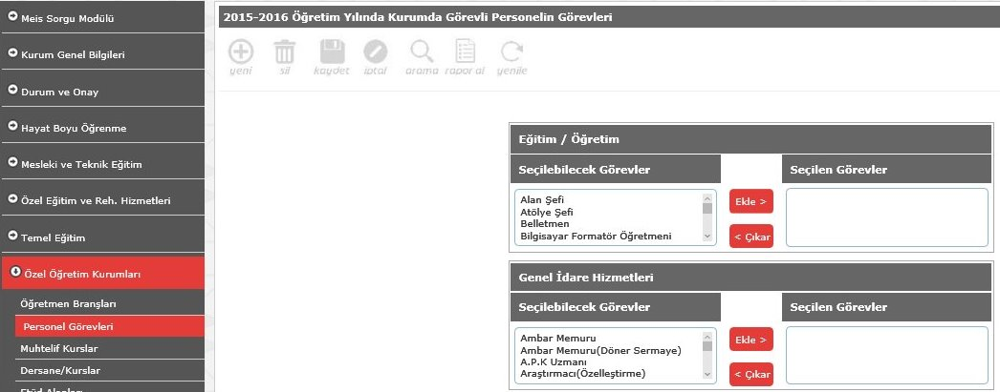 Meis Sorgu Modülü
Kurum Genel Bilgileri
Durum ve Onay
Hayat Boyu Öğrenme
Mesleki ve Teknik Eğitim
Özel Eğitim ve Reh. Hizmetleri
Temel Eğitim
Özel Öğretim Kurumları
Öğretmen Branşları
Personel Görevleri
Muhtelif Kurslar
Dersane/Kurslar
Etüd Alanları
2015-2016 Öğretim Yılında Kurumda Görevli Personelin Görevleri
yeni sil kaydet iptal arama rapor al yenile
Eğitim / Öğretim
Seçilebilecek Görevler Seçilen Görevler
Alan Şefi
Atölye Şefi
Belletmen
Bilgisayar Formatör Öğretmeni
Ekle >
< Çıkar
Genel İdare Hizmetleri
Seçilebilecek Görevler Seçilen Görevler
Ambar Memuru
Ambar Memuru(Döner Sermaye)
A.P.K Uzmanı
Araştırmacı(Özelleştirme)
Ekle >
< Çıkar